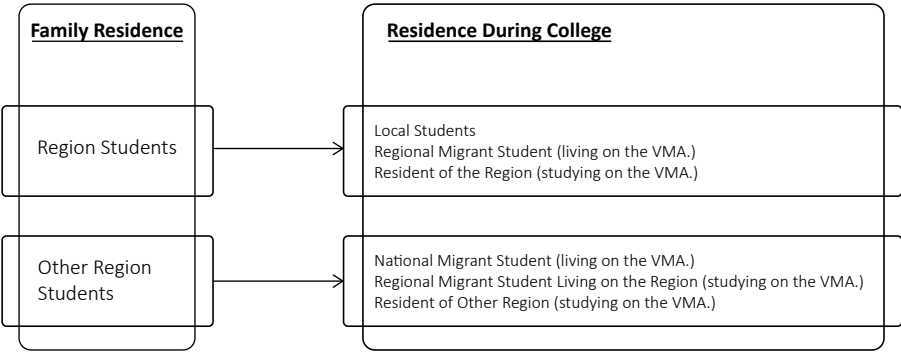 Family Residence
Residence During College
Region Students
Local Students
Regional Migrant Student (living on the VMA.)
Resident of the Region (studying on the VMA.)
Other Region
Students
National Migrant Student (living on the VMA.)
Regional Migrant Student Living on the Region (studying on the VMA.)
Resident of Other Region (studying on the VMA.)